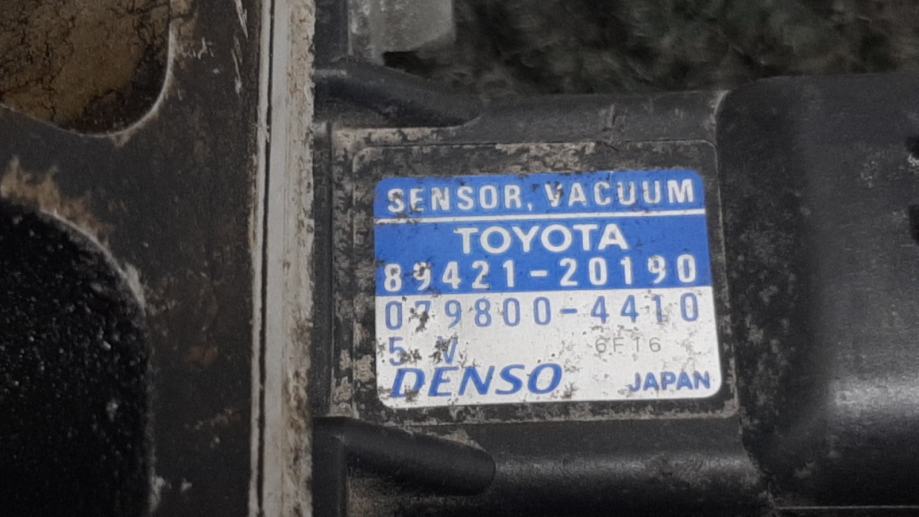 SENSOR, VACUUM
TOYOTA
89421-20190
079800-4410
5 V 6F16
DENSO JAPAN